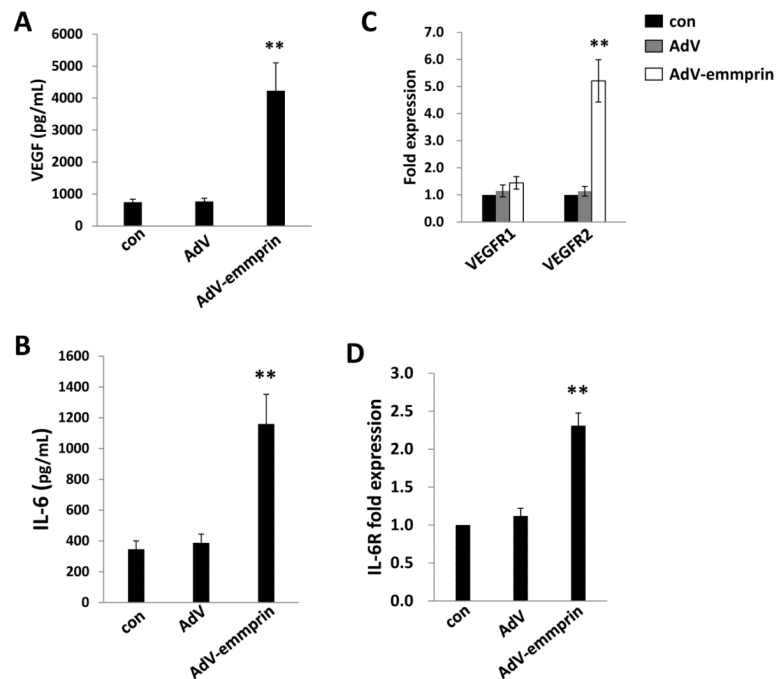 A
VEGF (pg/mL)
6000
5000
4000
3000
2000
1000
0
**
con
AdV
AdV-emmprin
C
Fold expression
7.0
6.0
5.0
4.0
3.0
2.0
1.0
0.0
**
VEGFR1
VEGFR2
con
AdV
AdV-emmprin
B
IL-6 (pg/mL)
1600
1400
1200
1000
800
600
400
200
0
**
con
AdV
AdV-emmprin
D
IL-6R fold expression
3.0
2.5
2.0
1.5
1.0
0.5
0.0
**
con
AdV
AdV-emmprin